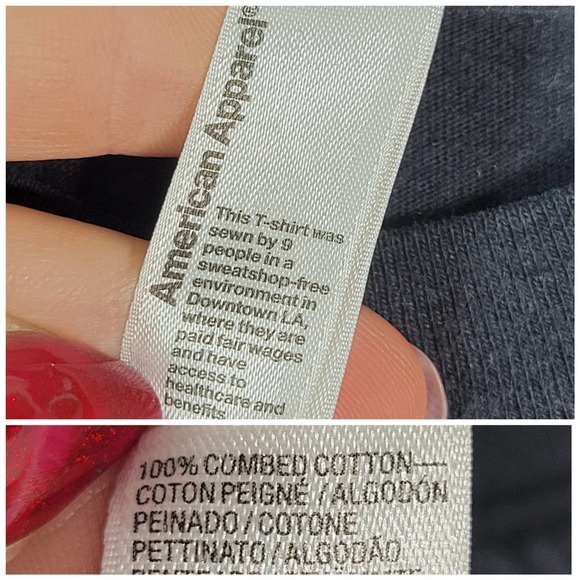 American Apparel®
This T-shirt was
sewn by 9
people in a
sweatshop-free
environment in
Downtown LA,
where they are
paid fair wages
and have
access to
healthcare and
benefits
100% COMBED COTTON—
COTON PEIGNÉ / ALGODÓN
PEINADO / COTONE
PETTINATO / ALGODÃO